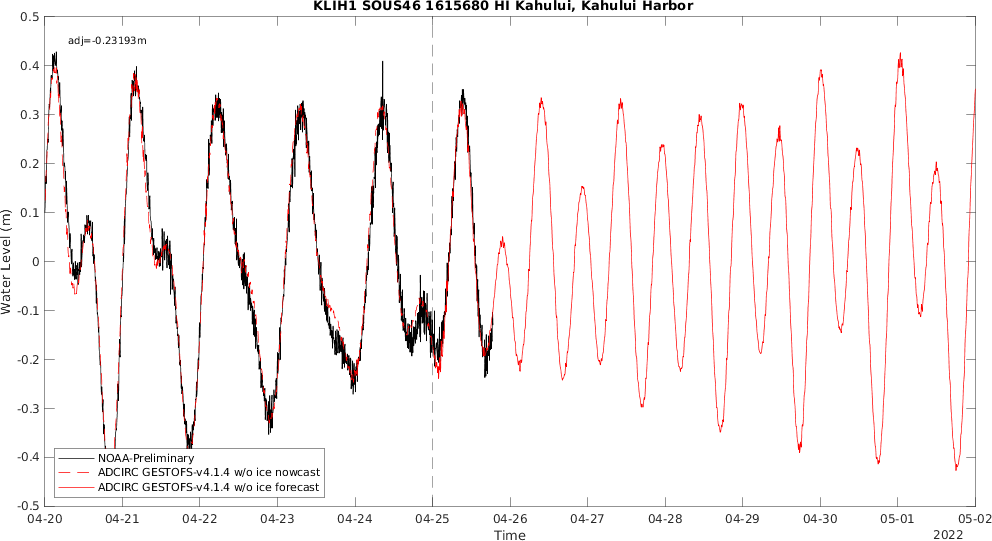 KLIH1 SOUS46 1615680 HI Kahului, Kahului Harbor
adj=-0.23193m
0.5
0.4
0.3
0.2
0.1
0
-0.1
-0.2
-0.3
-0.4
-0.5
Water Level (m)
NOAA-Preliminary
ADCIRC GESTOFS-v4.1.4 w/o ice nowcast
ADCIRC GESTOFS-v4.1.4 w/o ice forecast
04-20 04-21 04-22 04-23 04-24 04-25 04-26 04-27 04-28 04-29 04-30 05-01 05-02
Time
2022